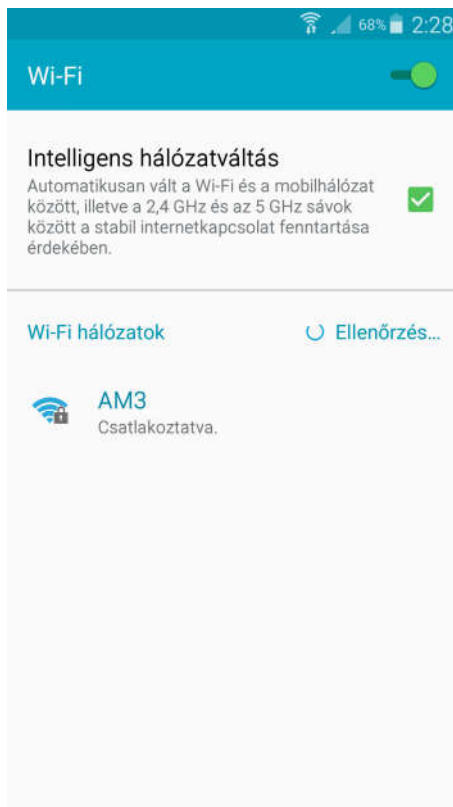 68% 2:28
Wi-Fi
Intelligens hálózatváltás
Automatikusan vált a Wi-Fi és a mobilhálózat
között, illetve a 2,4 GHz és az 5 GHz sávok
között a stabil internetkapcsolat fenntartása
érdekében.
Wi-Fi hálózatok Ellenőrzés...
AM3
Csatlakoztatva.